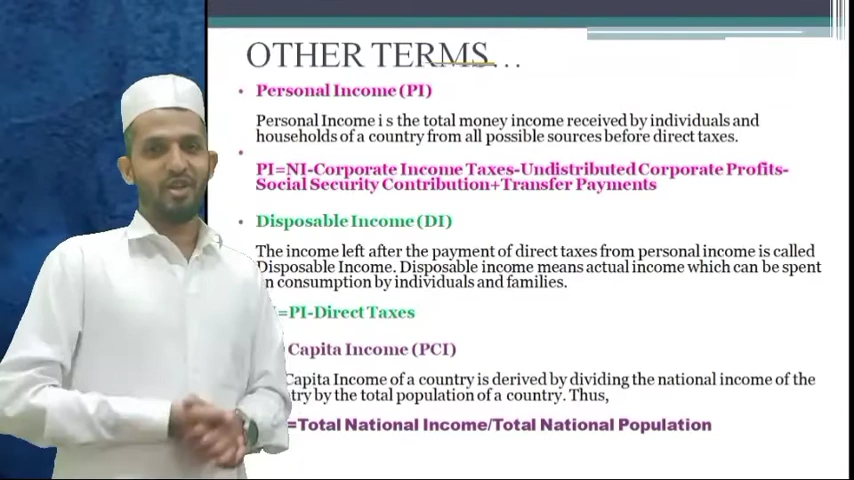 OTHER TERMS…
• Personal Income (PI)
Personal Income i s the total money income received by individuals and
households of a country from all possible sources before direct taxes.
•
PI=NI-Corporate Income Taxes-Undistributed Corporate Profits-
Social Security Contribution+Transfer Payments
• Disposable Income (DI)
The income left after the payment of direct taxes from personal income is called
Disposable Income. Disposable income means actual income which can be spent
n consumption by individuals and families.
=PI-Direct Taxes
Capita Income (PCI)
Capita Income of a country is derived by dividing the national income of the
try by the total population of a country. Thus,
=Total National Income/Total National Population